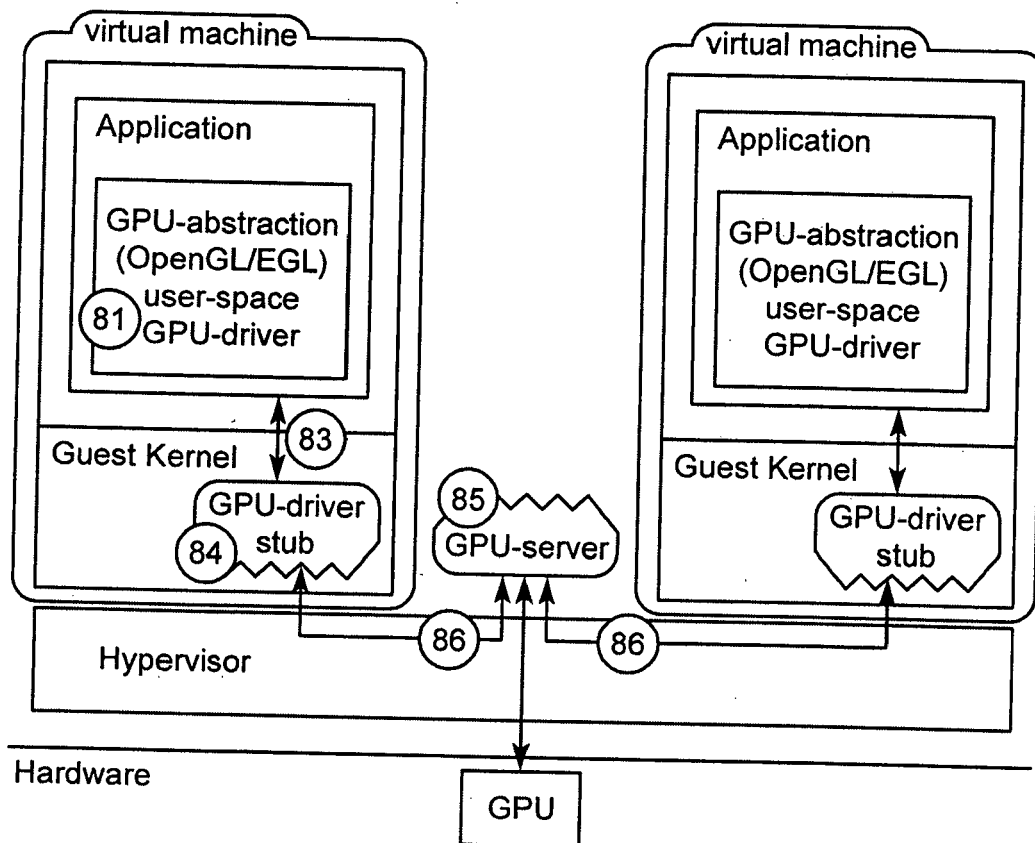 virtual machine
Application
GPU-abstraction
(OpenGL/EGL)
user-space
GPU-driver
81
83
Guest Kernel
GPU-driver
stub
84
85
GPU-server
virtual machine
Application
GPU-abstraction
(OpenGL/EGL)
user-space
GPU-driver
Guest Kernel
GPU-driver
stub
86
86
Hypervisor
Hardware
GPU